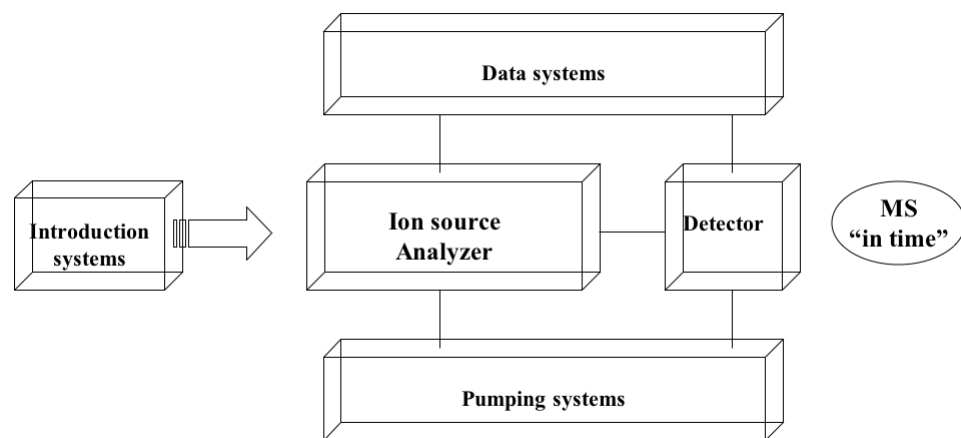 Data systems
Introduction
systems
Ion source
Analyzer
Detector
MS
“in time”
Pumping systems